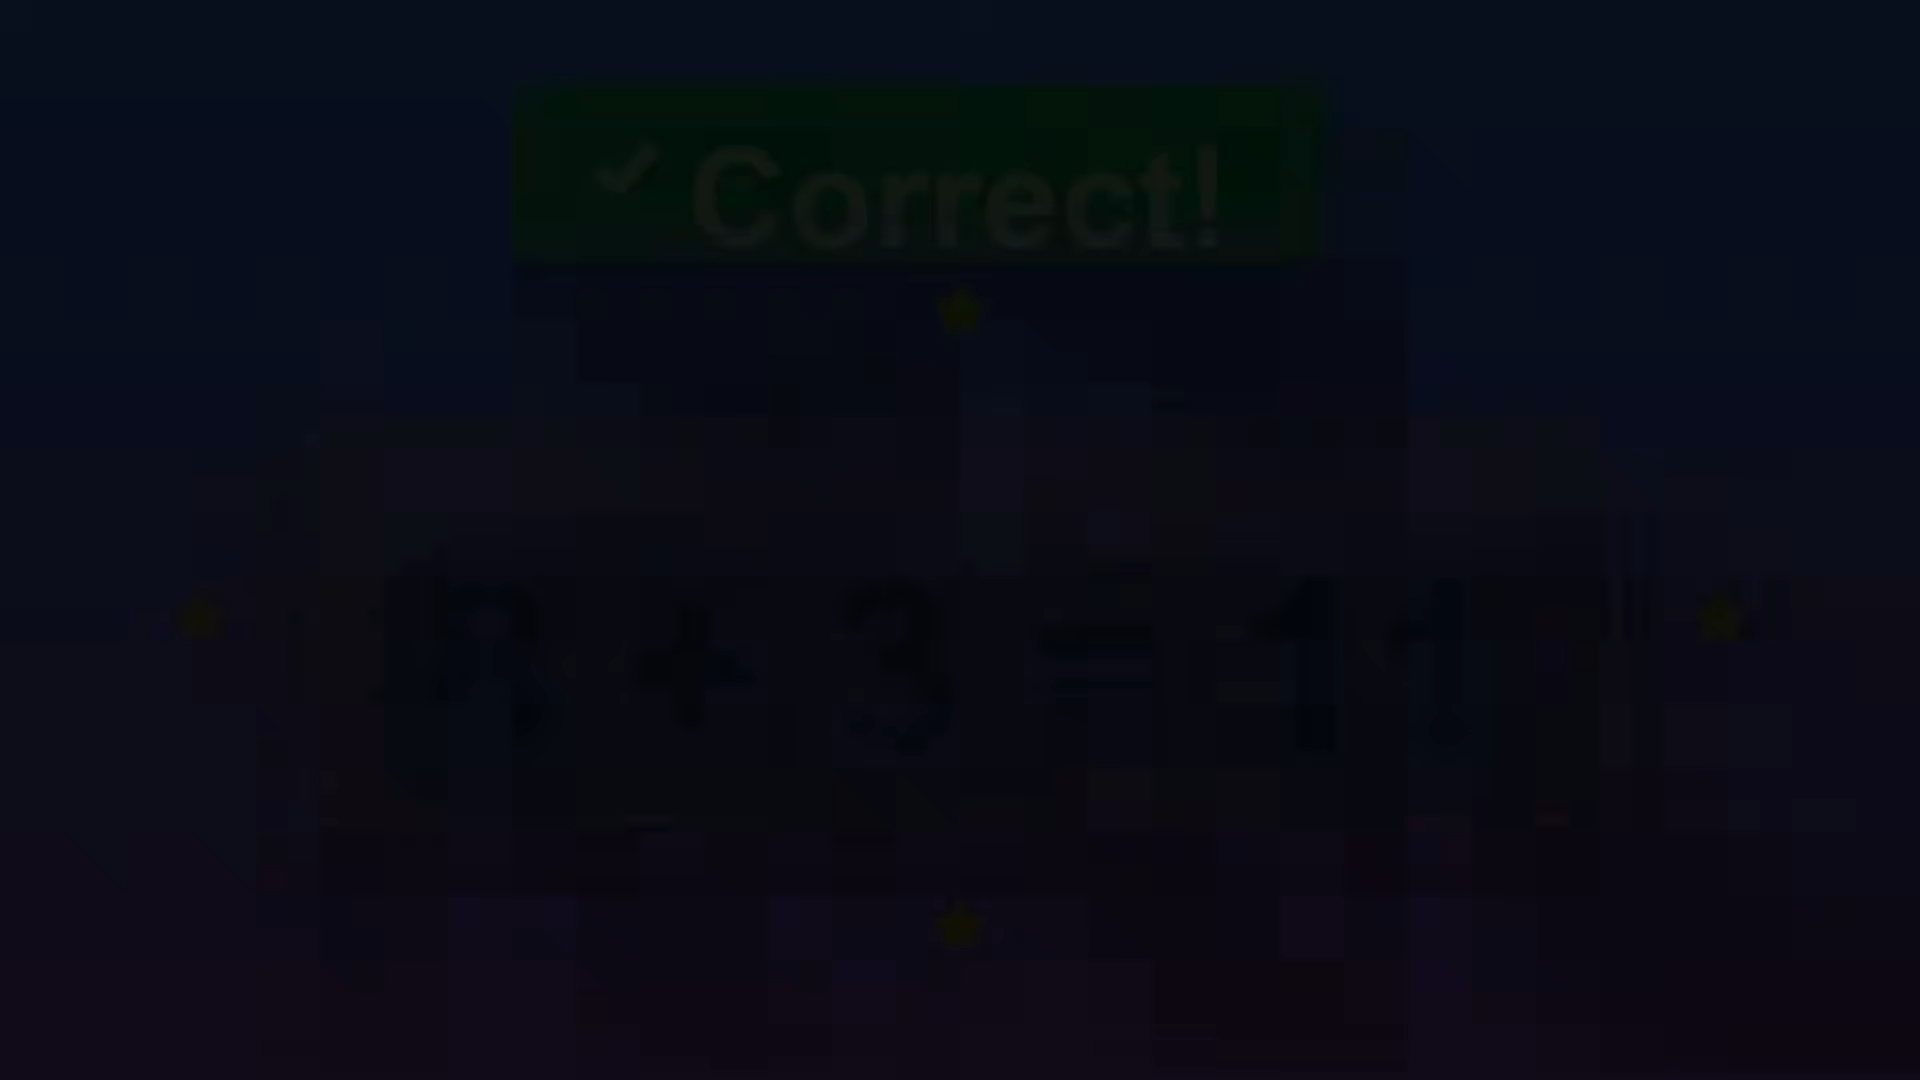 ✓ Correct!
8 + 3 = 11